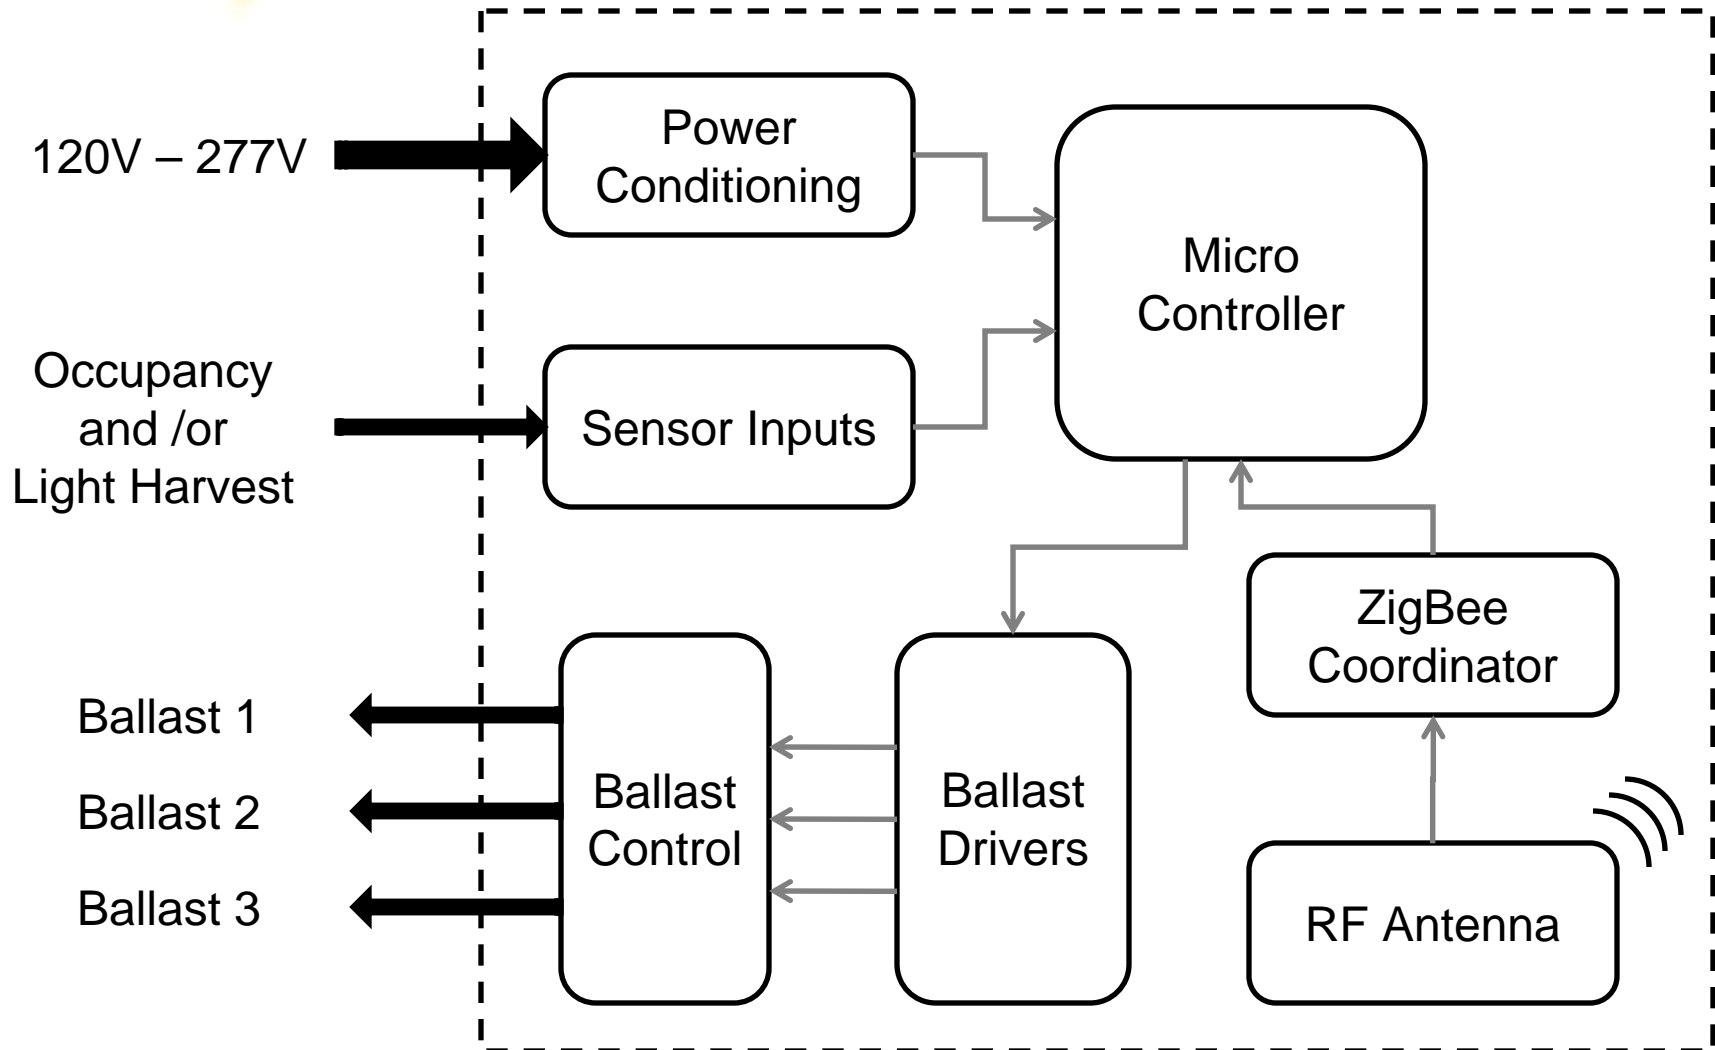 120V – 277V
Power
Conditioning
Micro
Controller
Occupancy
and /or
Light Harvest
Sensor Inputs
ZigBee
Coordinator
Ballast 1
Ballast 2
Ballast 3
Ballast
Control
Ballast
Drivers
RF Antenna